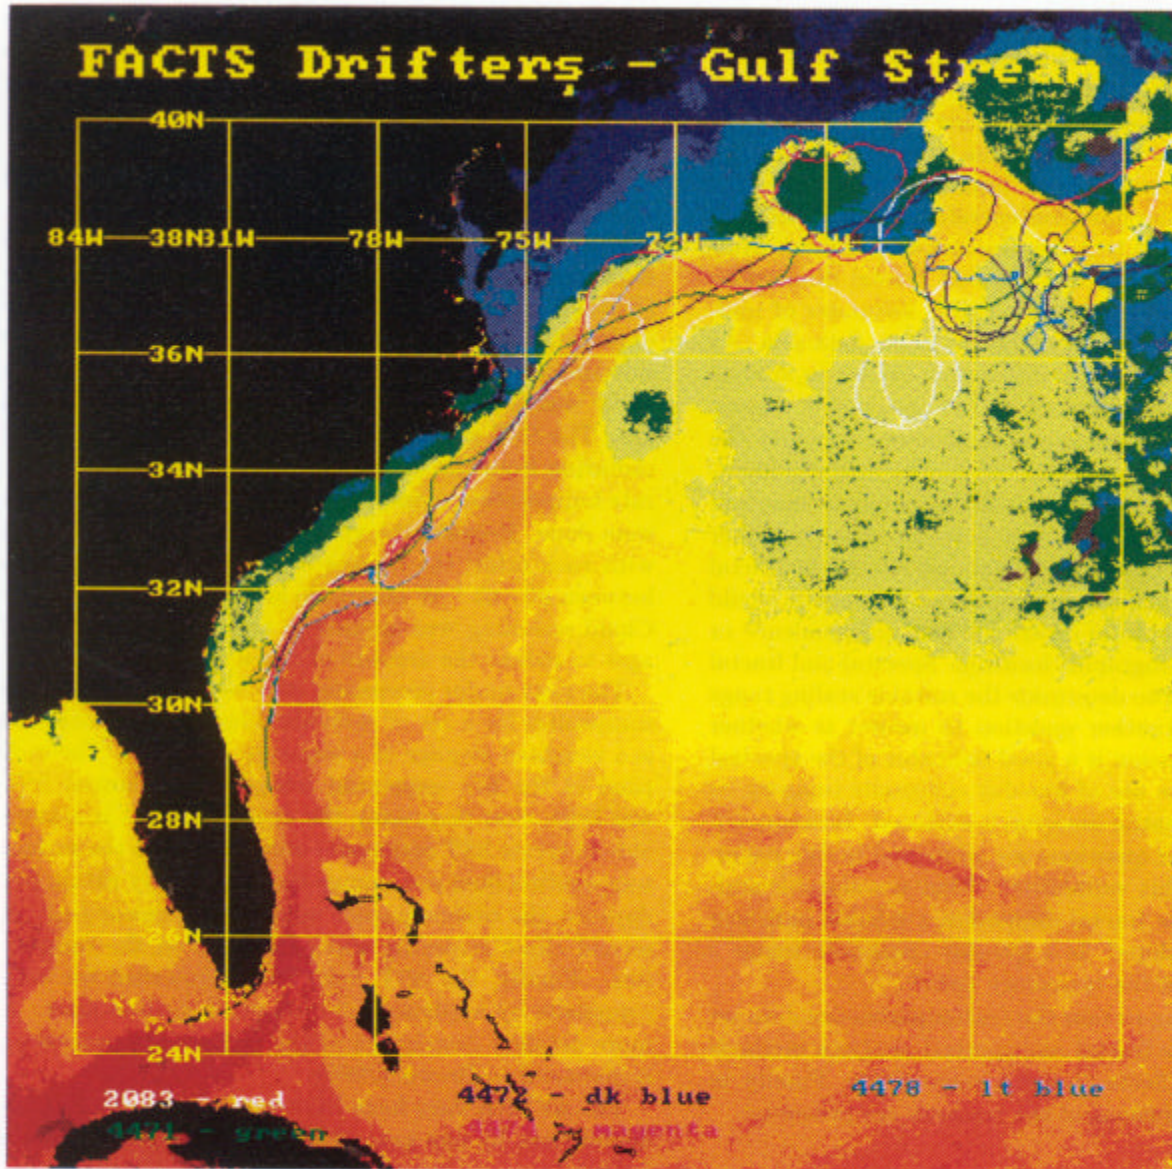 FACTS Drifters - Gulf Stream
40N
84W 38N 81W 78W 75W 72W
36N
34N
32N
30N
28N
26N
24N
2083 - red 4472 - dk blue 4478 - lt blue
4471 - green 4474 - magenta